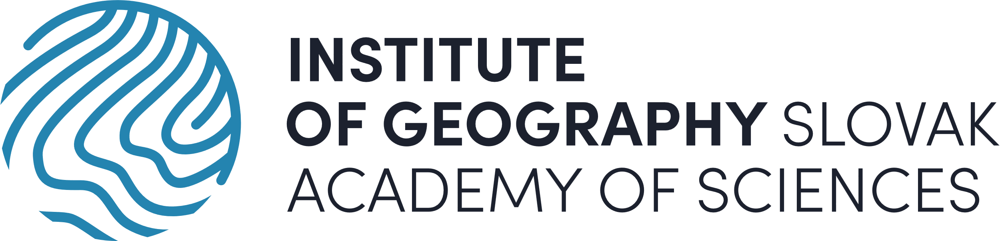 INSTITUTE
OF GEOGRAPHY SLOVAK
ACADEMY OF SCIENCES